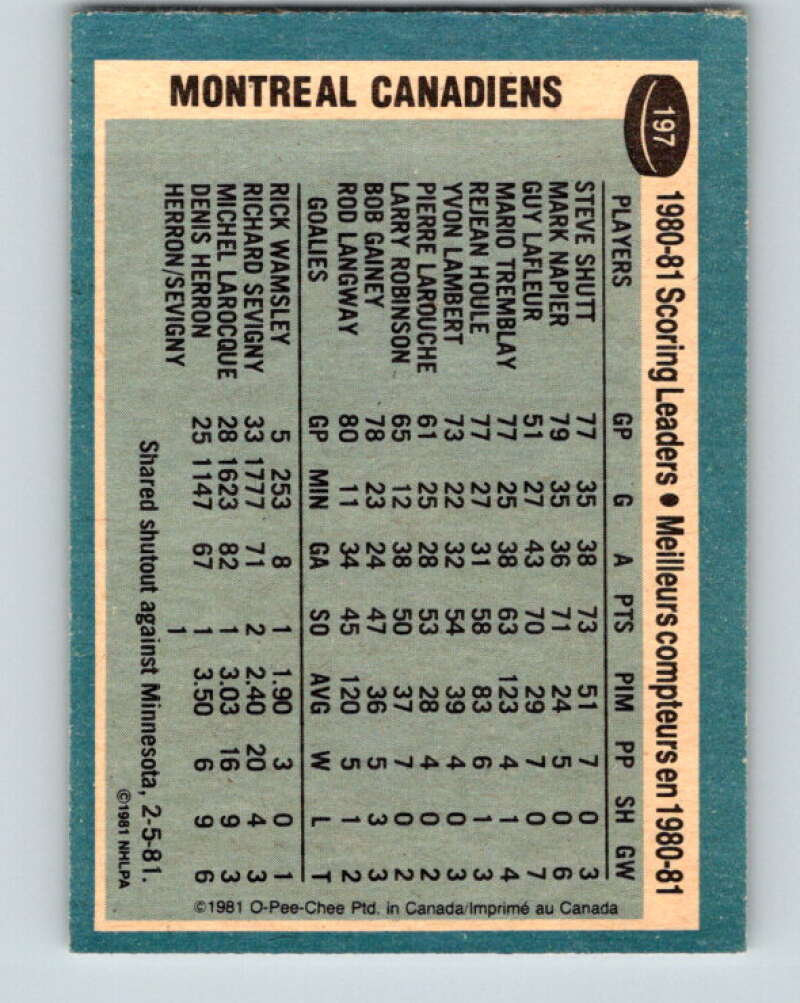 MONTREAL CANADIENS
197
1980-81 Scoring Leaders • Meilleurs compteurs en 1980-81
PLAYERS GP G A PTS PIM PP SH GW
STEVE SHUTT 77 35 38 73 51 7 0 3
MARK NAPIER 79 35 36 71 24 5 0 6
GUY LAFLEUR 51 27 43 70 29 7 0 7
MARIO TREMBLAY 77 25 38 63 123 4 1 4
REJEAN HOULE 77 27 31 58 83 6 1 3
YVON LAMBERT 73 22 32 54 39 4 0 3
PIERRE LAROUCHE 61 25 28 53 28 4 0 2
LARRY ROBINSON 65 12 38 50 37 7 0 2
BOB GAINEY 78 23 24 47 36 5 3 3
ROD LANGWAY 80 11 34 45 120 5 1 2
GOALIES GP MIN GA SO AVG W L T
RICK WAMSLEY 5 253 8 1 1.90 3 0 1
RICHARD SEVIGNY 33 1777 71 2 2.40 20 4 3
MICHEL LAROCQUE 28 1623 82 1 3.03 16 9 3
DENIS HERRON 25 1147 67 1 3.50 6 9 6
HERRON/SEVIGNY 1
Shared shutout against Minnesota, 2-5-81.
©1981 NHLPA
©1981 O-Pee-Chee Ptd. in Canada/Imprimé au Canada